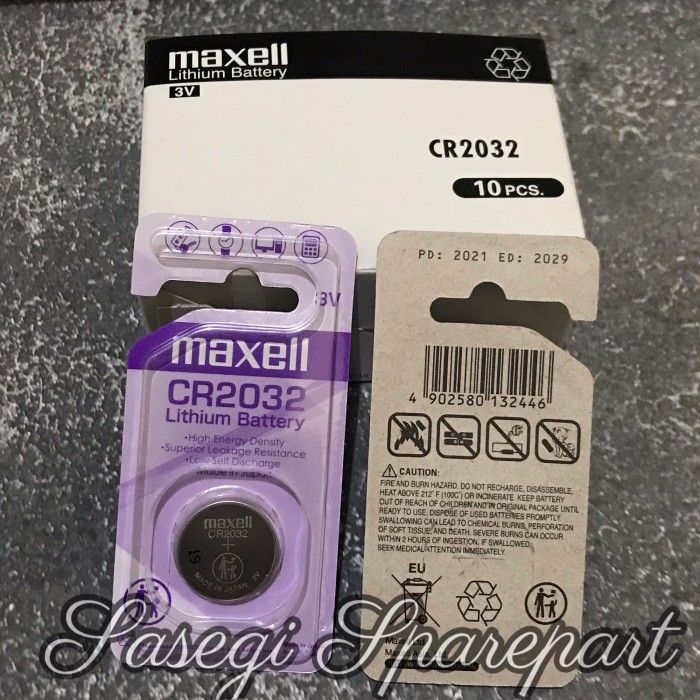 maxell
Lithium Battery
3V
CR2032
10 PCS.
3V
maxell
CR2032
Lithium Battery
•High Energy Density
•Superior Leakage Resistance
•Low Self Discharge
Made in Japan
maxell
CR2032
+
19
MADE IN JAPAN 3V
PD: 2021 ED: 2029
4 902580 132446
CAUTION:
FIRE AND BURN HAZARD. DO NOT RECHARGE, DISASSEMBLE,
HEAT ABOVE 212°F (100C°) OR INCINERATE. KEEP BATTERY
OUT OF REACH OF CHILDREN AND IN ORIGINAL PACKAGE UNTIL
READY TO USE. DISPOSE OF USED BATTERIES PROMPTLY.
SWALLOWING CAN LEAD TO CHEMICAL BURNS, PERFORATION
OF SOFT TISSUE, AND DEATH. SEVERE BURNS CAN OCCUR
WITHIN 2 HOURS OF INGESTION. IF SWALLOWED,
SEEK MEDICAL ATTENTION IMMEDIATELY.
EU
Sasegi Sparepart